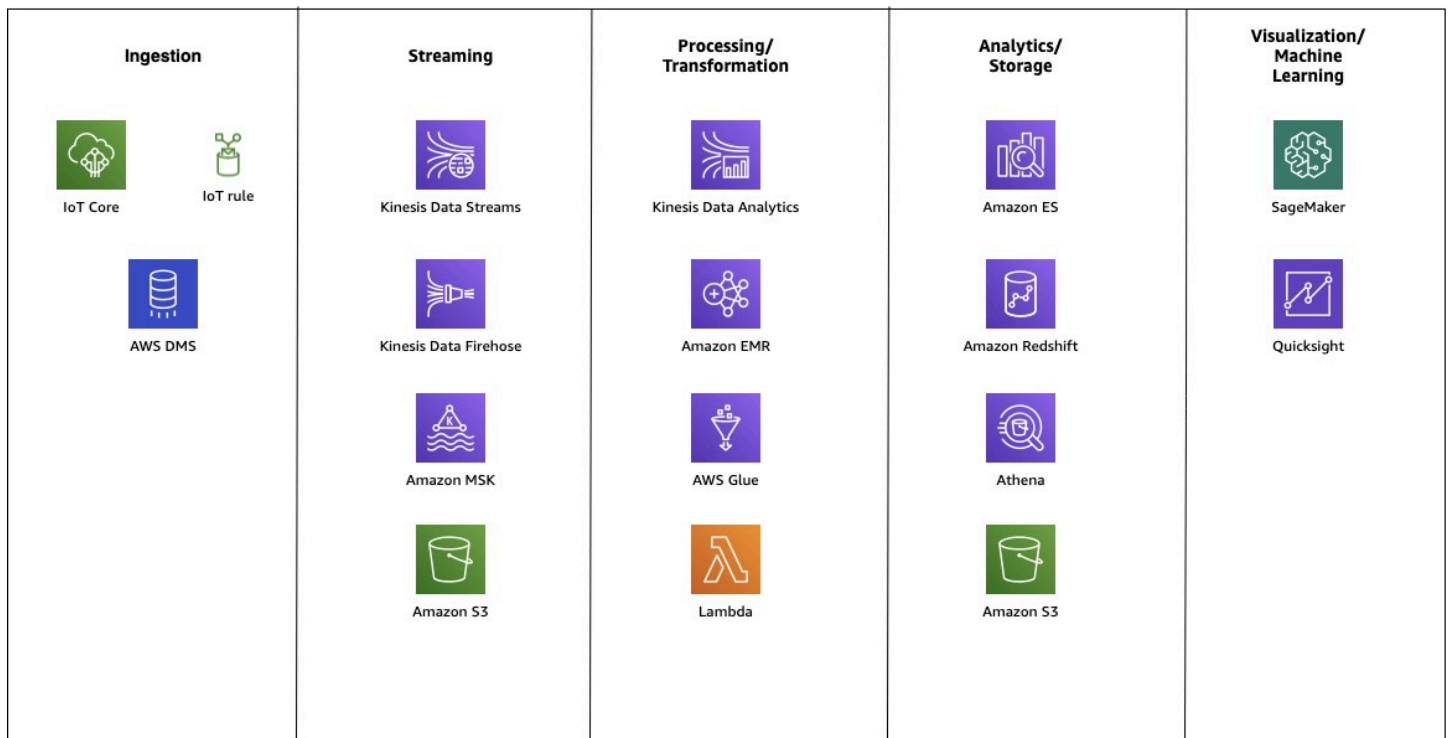 Ingestion
Streaming
Processing/
Transformation
Analytics/
Storage
Visualization/
Machine
Learning
IoT Core
IoT rule
AWS DMS
Kinesis Data Streams
Kinesis Data Firehose
K
Amazon MSK
Amazon S3
Kinesis Data Analytics
Amazon EMR
AWS Glue
Lambda
Amazon ES
Amazon Redshift
Athena
Amazon S3
SageMaker
Quicksight